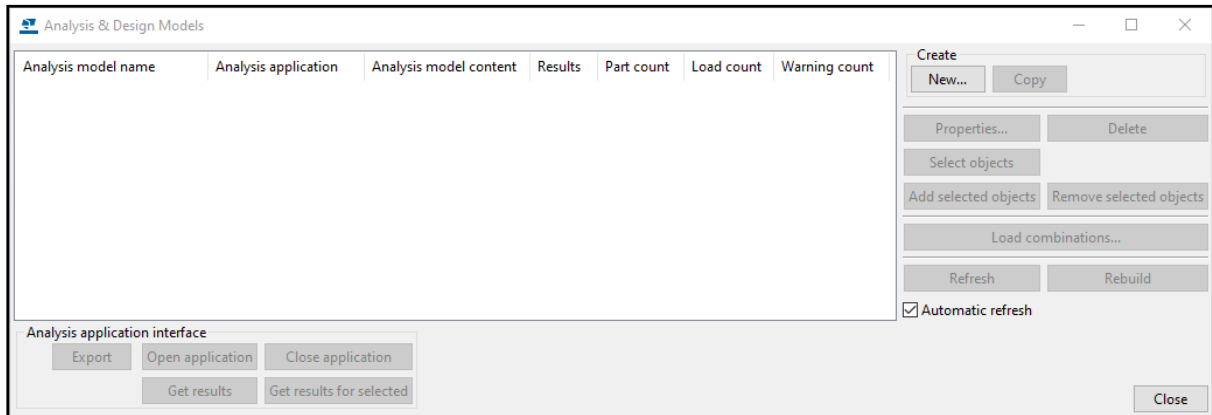 Analysis & Design Models
Analysis model name Analysis application Analysis model content Results Part count Load count Warning count
Create
New... Copy
Properties... Delete
Select objects
Add selected objects Remove selected objects
Load combinations...
Refresh Rebuild
Automatic refresh
Analysis application interface
Export Open application Close application
Get results Get results for selected
Close